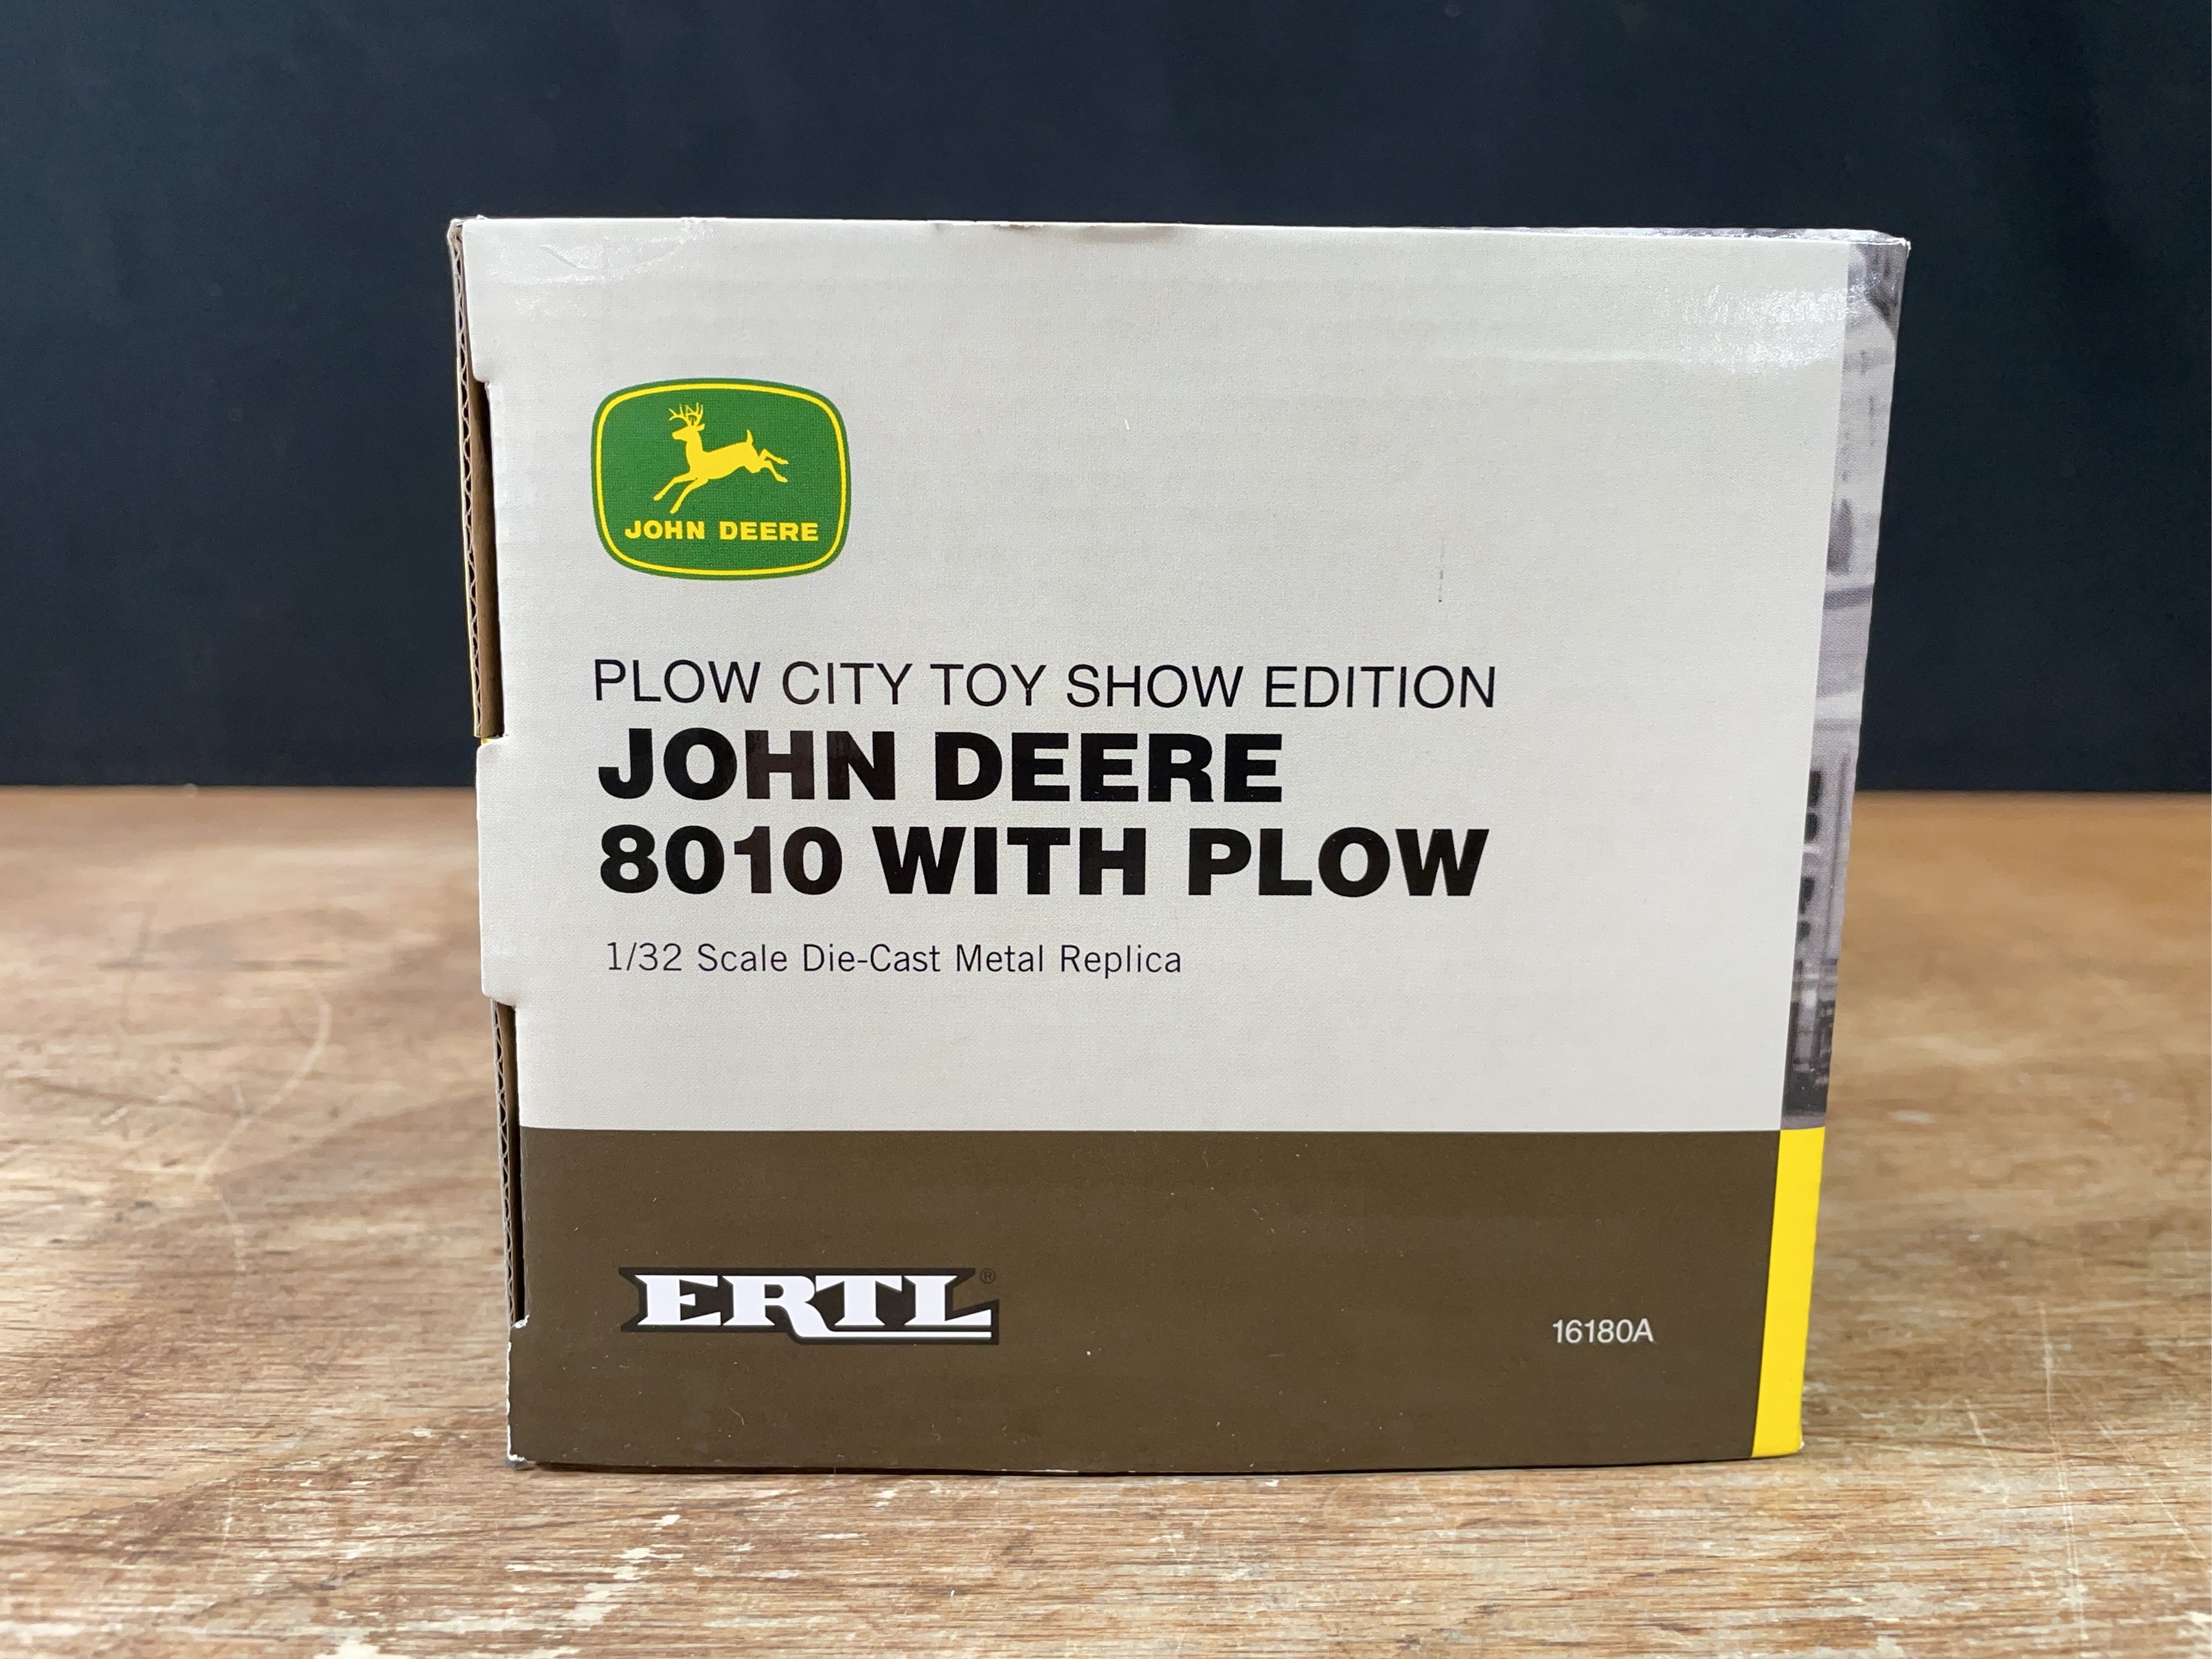 JOHN DEERE
PLOW CITY TOY SHOW EDITION
JOHN DEERE
8010 WITH PLOW
1/32 Scale Die-Cast Metal Replica
ERTL®
16180A